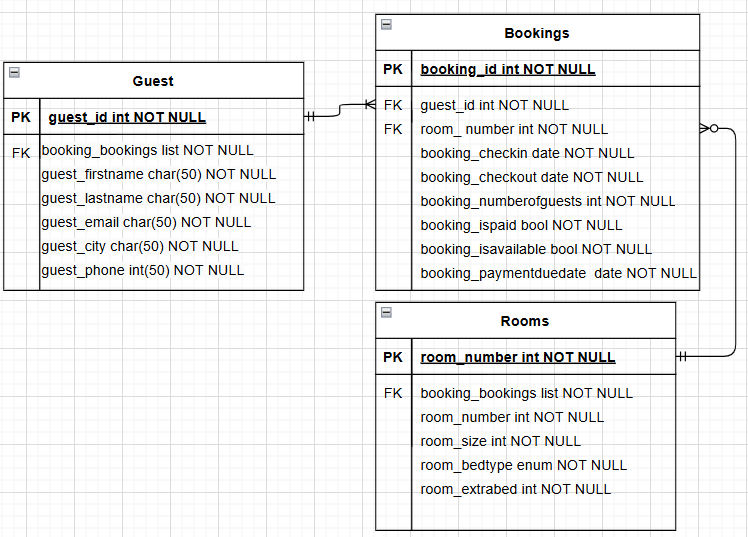 Guest
PK guest_id int NOT NULL
FK booking_bookings list NOT NULL
guest_firstname char(50) NOT NULL
guest_lastname char(50) NOT NULL
guest_email char(50) NOT NULL
guest_city char(50) NOT NULL
guest_phone int(50) NOT NULL
Bookings
PK booking_id int NOT NULL
FK guest_id int NOT NULL
FK room_ number int NOT NULL
booking_checkin date NOT NULL
booking_checkout date NOT NULL
booking_numberofguests int NOT NULL
booking_ispaid bool NOT NULL
booking_isavailable bool NOT NULL
booking_paymentduedate  date NOT NULL
Rooms
PK room_number int NOT NULL
FK booking_bookings list NOT NULL
room_number int NOT NULL
room_size int NOT NULL
room_bedtype enum NOT NULL
room_extrabed int NOT NULL